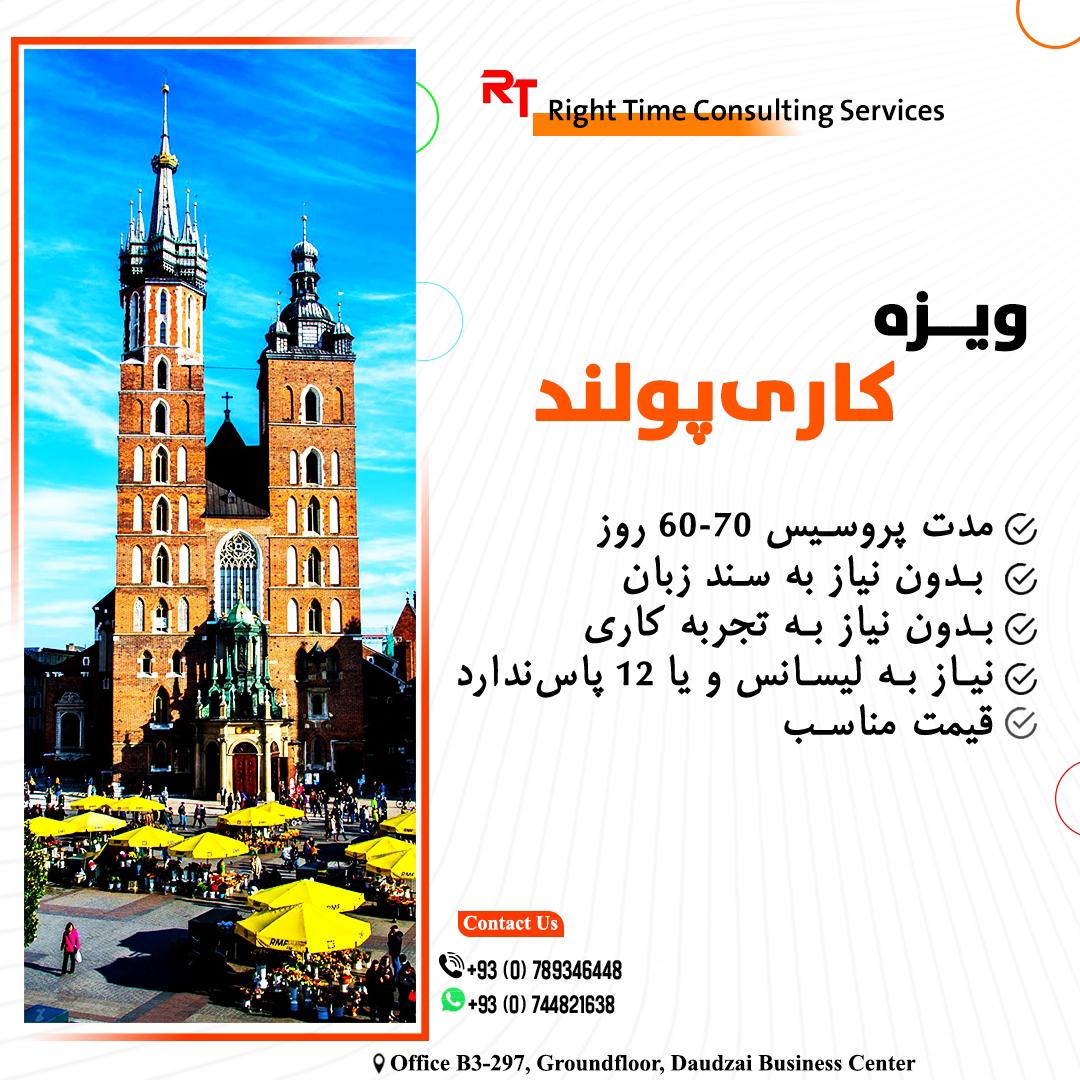 RT Right Time Consulting Services
ویزه
کاری پولند
مدت پروسیس 70-60 روز
بدون نیاز به سند زبان
بدون نیاز به تجربه کاری
نیاز به لیسانس و یا 12 پاس ندارد
قیمت مناسب
RMF
Contact Us
+93 (0) 789346448
+93 (0) 744821638
Office B3-297, Groundfloor, Daudzai Business Center